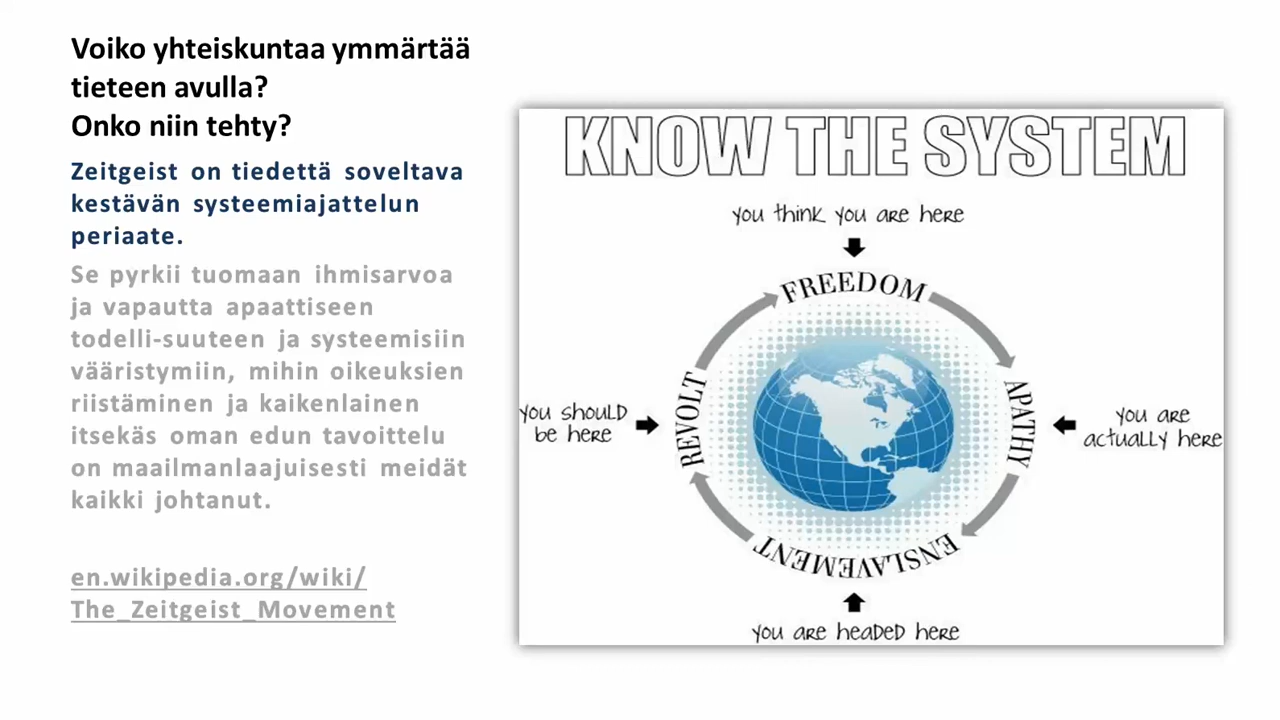 Voiko yhteiskuntaa ymmärtää
tieteen avulla?
Onko niin tehty?
Zeitgeist on tiedettä soveltava
kestävän systeemiajattelun
periaate.
Se pyrkii tuomaan ihmisarvoa
ja vapautta apaattiseen
todelli-suuteen ja systeemisiin
vääristymiin, mihin oikeuksien
riistäminen ja kaikenlainen
itsekäs oman edun tavoittelu
on maailmanlaajuisesti meidät
kaikki johtanut.
en.wikipedia.org/wiki/
The_Zeitgeist_Movement
KNOW THE SYSTEM
you think you are here
FREEDOM
APATHY
you are
actually here
ENSLAVEMENT
you are headed here
REVOLT
you should
be here